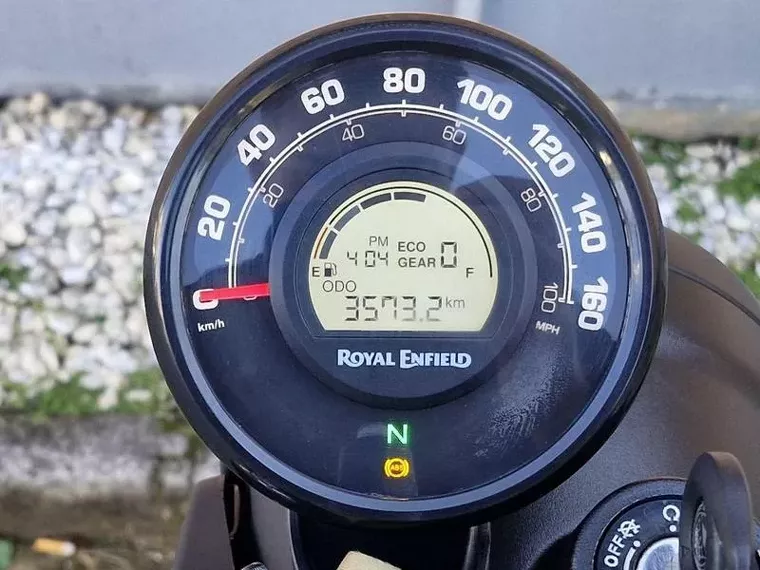 0 20 40 60 80 100 120 140 160
20 40 60 80 100
km/h
MPH
PM
4 04
ECO
GEAR 0
E F
ODO
3573.2 km
ROYAL ENFIELD
N
ABS
OFF